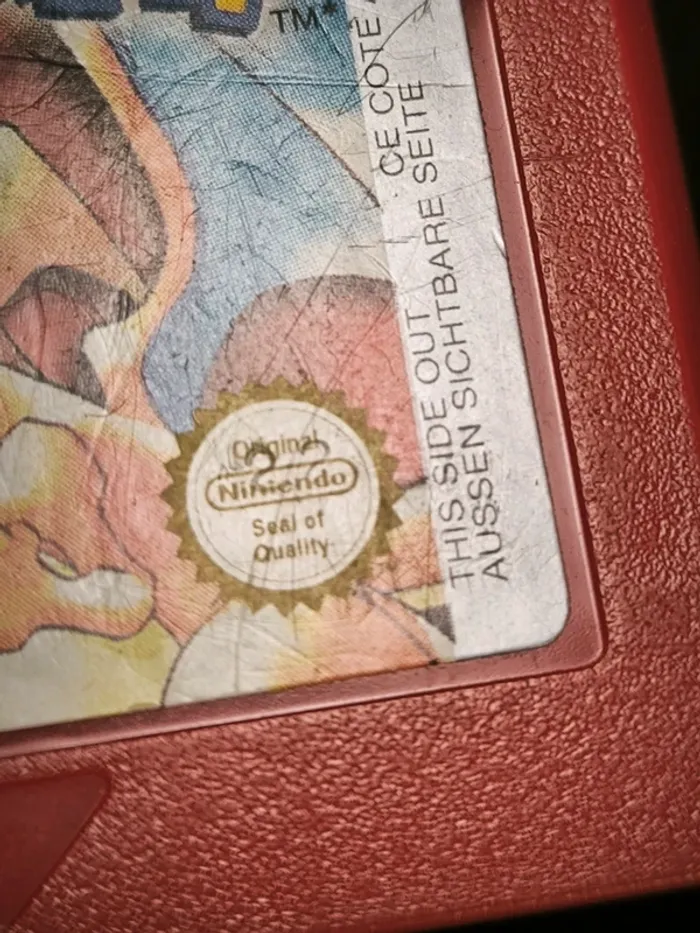 TM*
CE COTE
THIS SIDE OUT
AUSSEN SICHTBARE SEITE
Original
Nintendo
Seal of
Quality